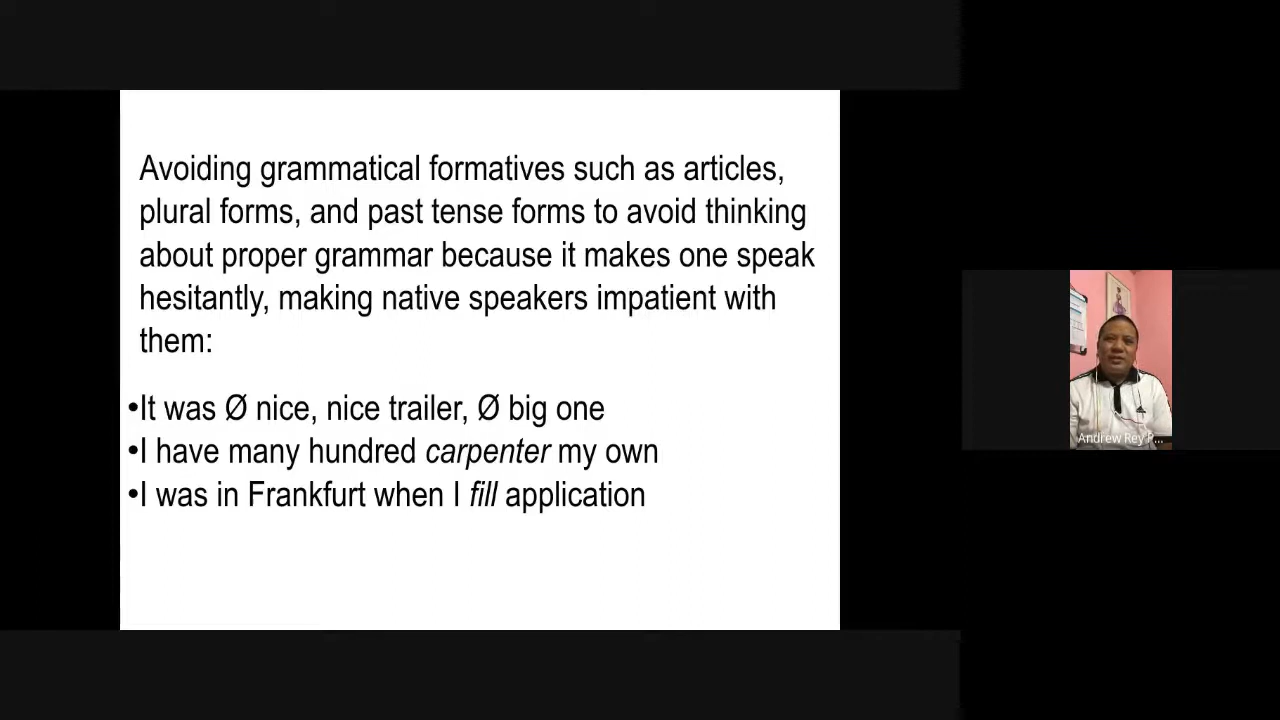 Avoiding grammatical formatives such as articles,
plural forms, and past tense forms to avoid thinking
about proper grammar because it makes one speak
hesitantly, making native speakers impatient with
them:
•It was Ø nice, nice trailer, Ø big one
•I have many hundred carpenter my own
•I was in Frankfurt when I fill application
Andrew Rey P...